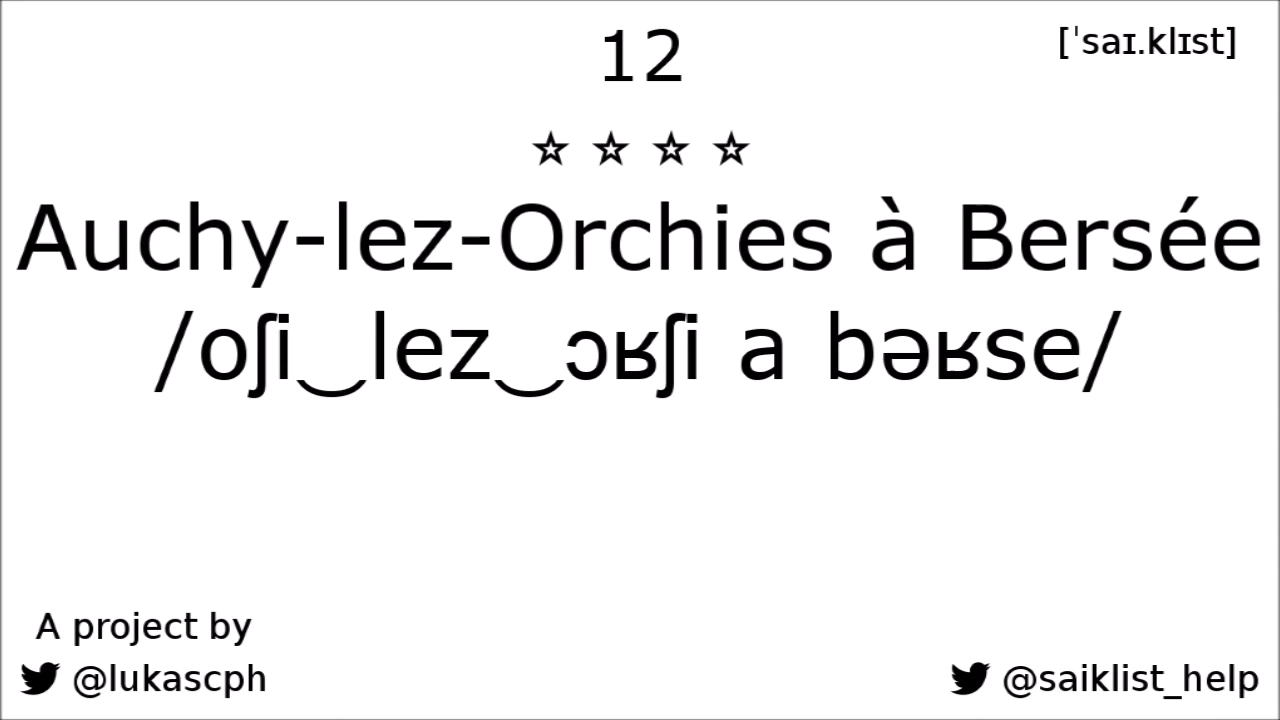 12
[ˈsaɪ.klɪst]
☆ ☆ ☆ ☆
Auchy-lez-Orchies à Bersée
/oʃi‿lez‿ɔʁʃi a bəʁse/
A project by
@lukascph
@saiklist_help